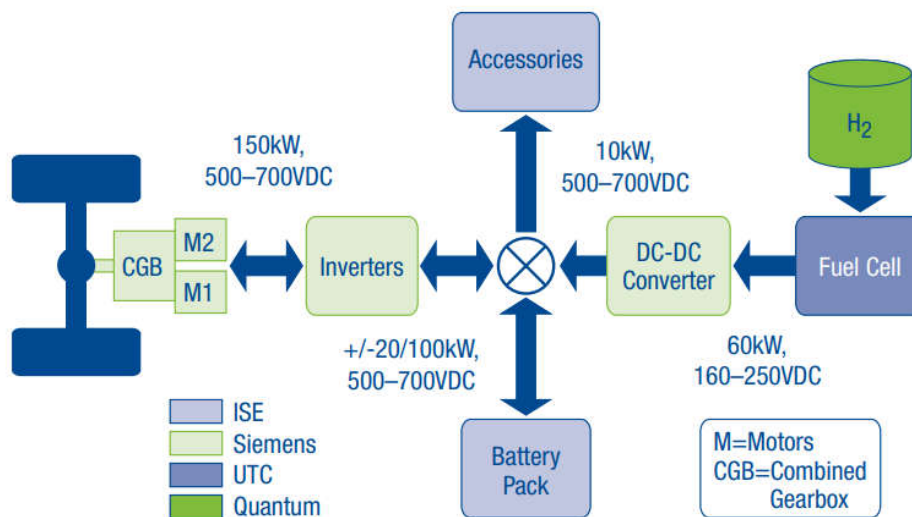 Accessories
H2
150kW,
500–700VDC
10kW,
500–700VDC
M2
CGB
M1
Inverters
DC-DC
Converter
Fuel Cell
+/-20/100kW,
500–700VDC
60kW,
160–250VDC
ISE
Siemens
UTC
Quantum
Battery
Pack
M=Motors
CGB=Combined
Gearbox